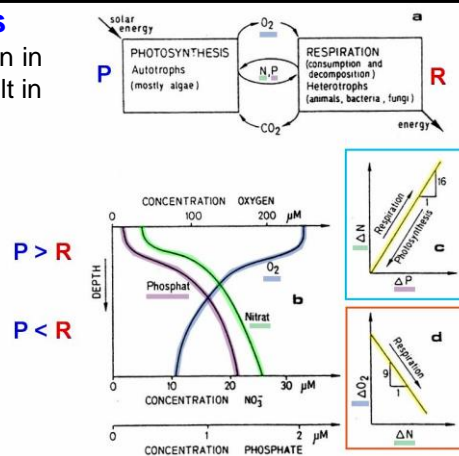 s
n in
lt in
solar
energy
O₂
a
P
PHOTOSYNTHESIS
Autotrophs
(mostly algae)
N,P
RESPIRATION
(consumption and
decomposition)
Heterotrophs
(animals, bacteria, fungi)
R
CO₂
energy
CONCENTRATION OXYGEN
0 100 200 µM
P > R
P < R
DEPTH
Phosphat
O₂
b
Nitrat
0 10 20 30 µM
CONCENTRATION NO₃⁻
0 1 2 µM
CONCENTRATION PHOSPHATE
ΔN
Respiration
Photosynthesis
16
1
c
ΔP
d
ΔO₂
Respiration
9
1
ΔN